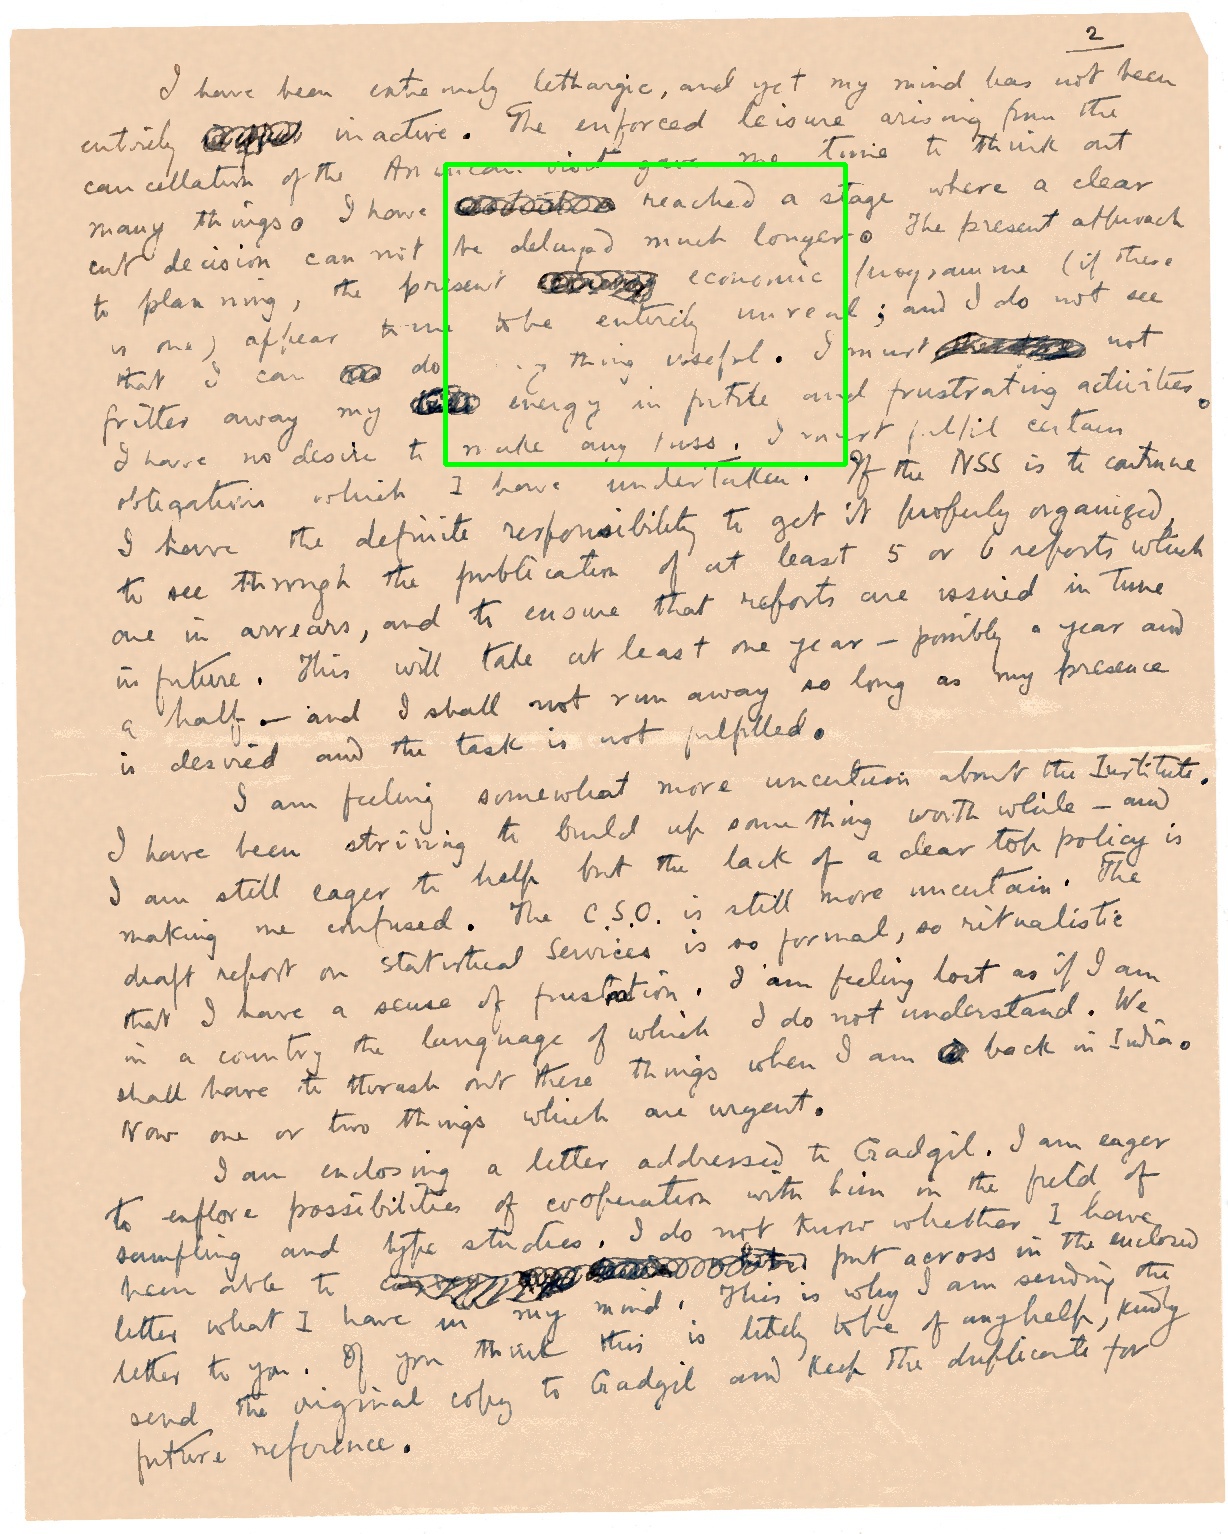 2
I have been extremely lethargic, and yet my mind has not been
entirely inactive. The enforced leisure arising from the
cancellation of the American visit gave me time to think out
many things. I have reached a stage where a clear
cut decision can not be delayed much longer. The present approach
to planning, the present economic programme (if there
is one) appear to me to be entirely unreal; and I do not see
that I can do any thing useful. I must not
fritter away my energy in futile and frustrating activities.
I have no desire to make any fuss. I must fulfil certain
obligations which I have undertaken. If the NSS is to continue
I have the definite responsibility to get it properly organized,
to see through the publication of at least 5 or 6 reports which
are in arrears, and to ensure that reports are issued in time
in future. This will take at least one year – possibly a year and
a half – and I shall not run away so long as my presence
is desired and the task is not fulfilled.
I am feeling somewhat more uncertain about the Institute.
I have been striving to build up something worth while – and
I am still eager to help but the lack of a clear top policy is
making me confused. The C.S.O. is still more uncertain. The
draft report on Statistical Services is so formal, so ritualistic
that I have a sense of frustration. I am feeling lost as if I am
in a country the language of which I do not understand. We
shall have to thrash out these things when I am back in India.
Now one or two things which are urgent.
I am enclosing a letter addressed to Gadgil. I am eager
to explore possibilities of cooperation with him in the field of
sampling and type studies. I do not know whether I have
been able to put across in the enclosed
letter what I have in my mind. This is why I am sending the
letter to you. If you think this is likely to be of any help, kindly
send the original copy to Gadgil and keep the duplicate for
future reference.